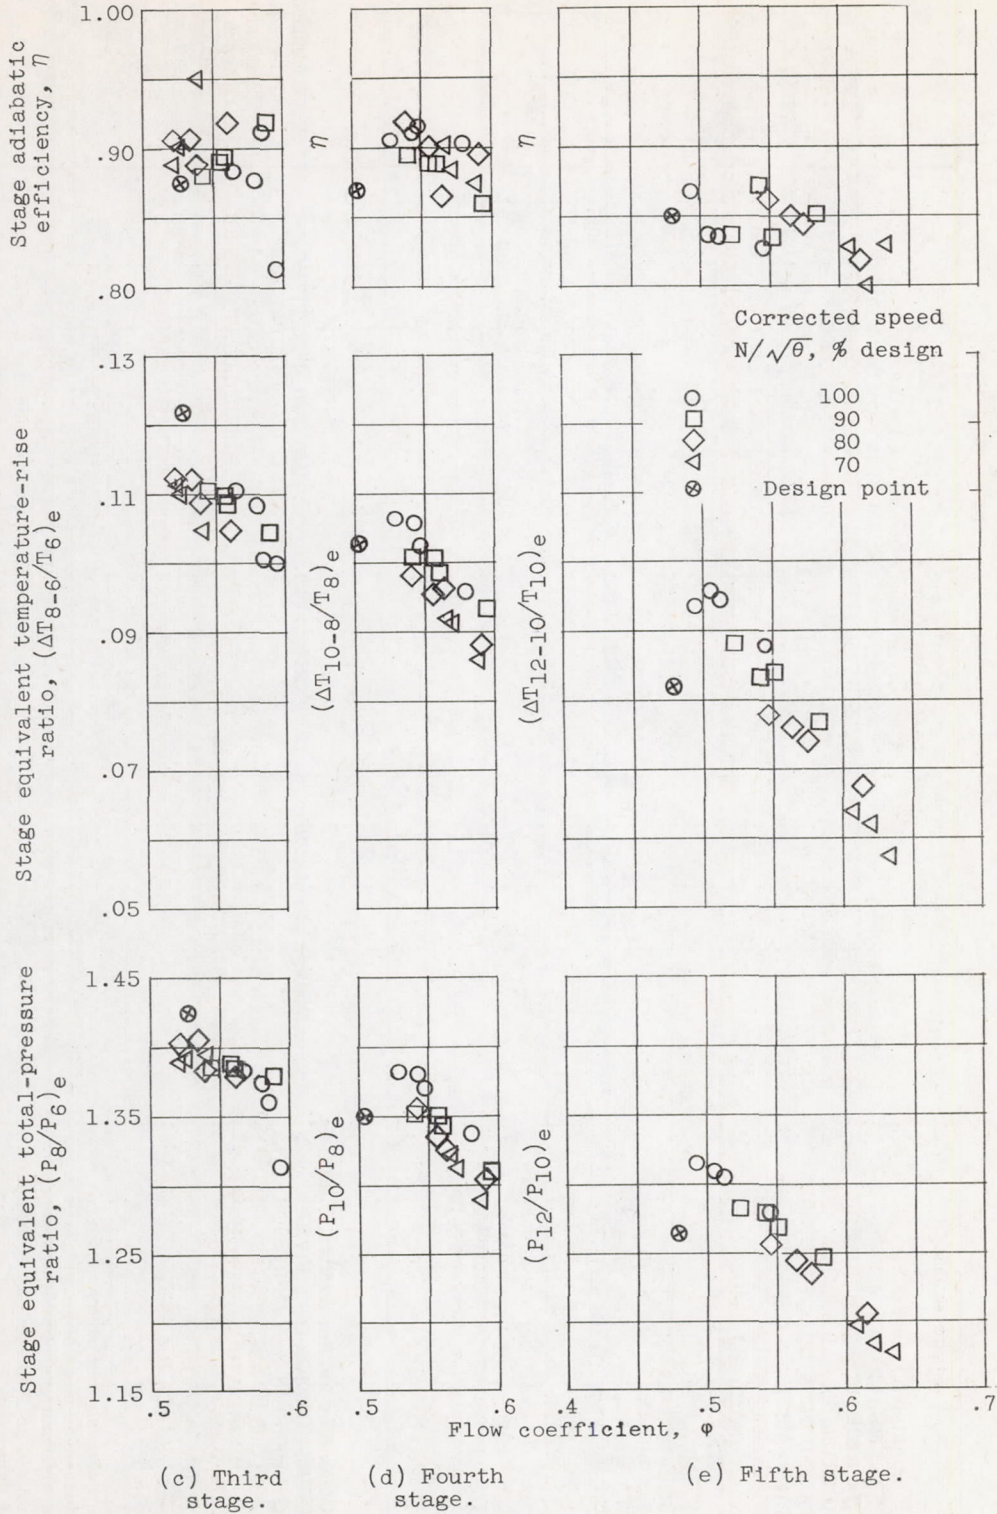 Stage adiabatic
efficiency, η
1.00
.90
.80
η
η
Corrected speed
N/√θ, % design
100
90
80
70
Design point
Stage equivalent temperature-rise
ratio, (ΔT8-6/T6)e
.13
.11
.09
.07
.05
(ΔT10-8/T8)e
(ΔT12-10/T10)e
Stage equivalent total-pressure
ratio, (P8/P6)e
1.45
1.35
1.25
1.15
(P10/P8)e
(P12/P10)e
.5 .6 .5 .6 .4 .5 .6 .7
Flow coefficient, φ
(c) Third
stage.
(d) Fourth
stage.
(e) Fifth stage.